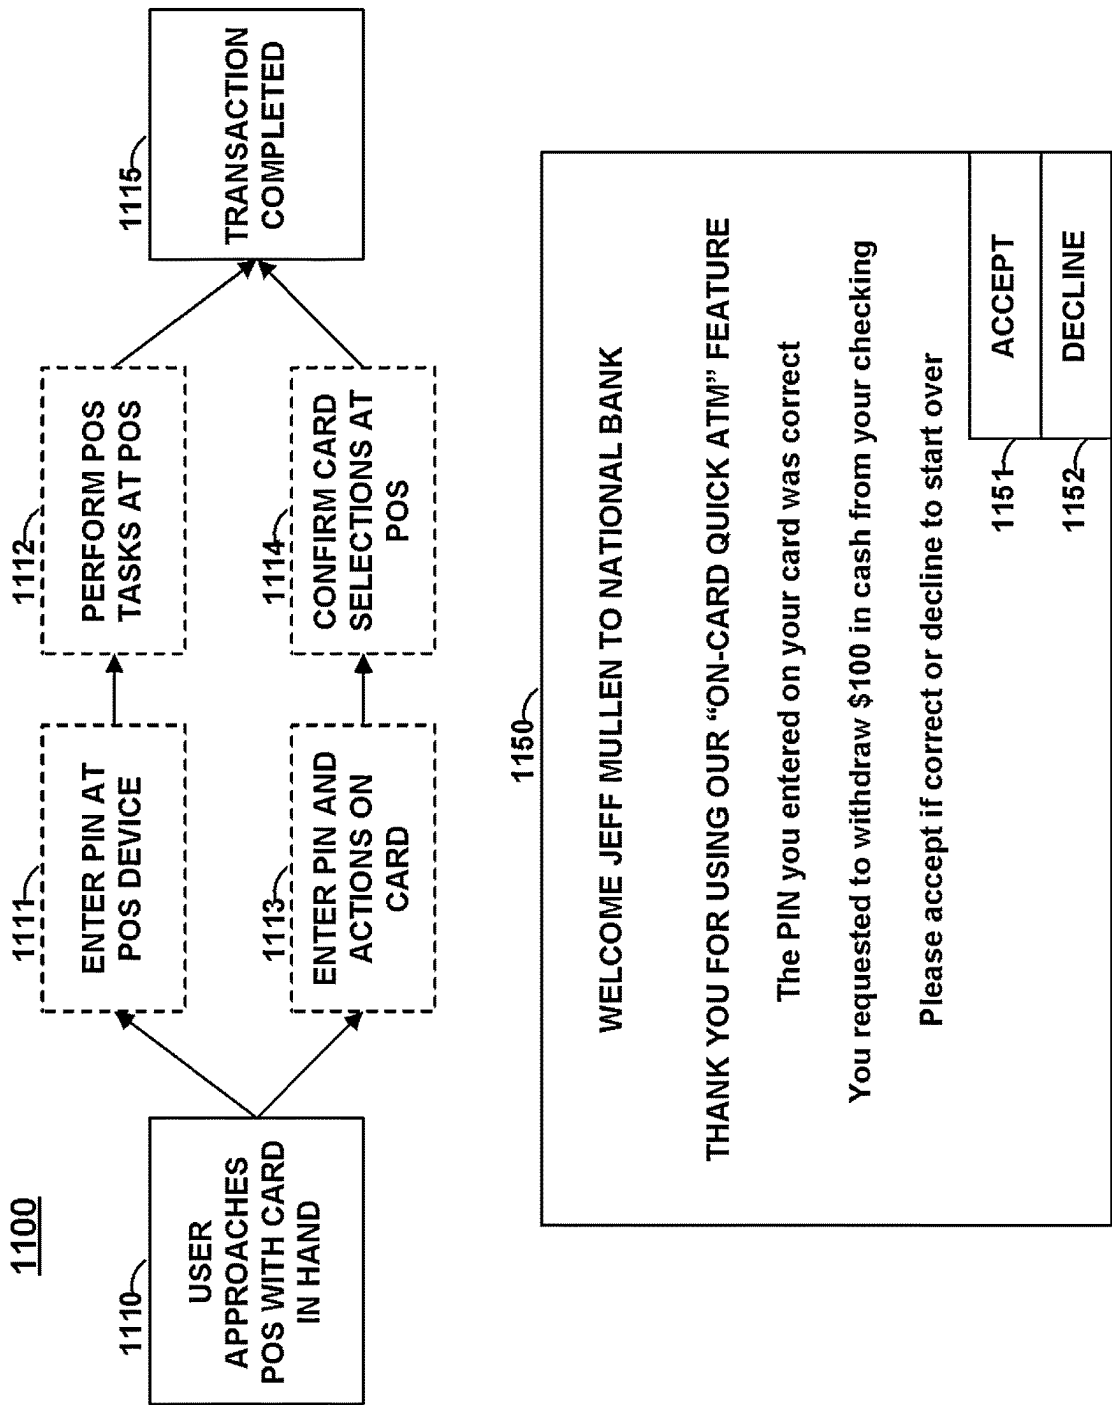 1100
1110
USER
APPROACHES
POS WITH CARD
IN HAND
1111
ENTER PIN AT
POS DEVICE
1112
PERFORM POS
TASKS AT POS
1113
ENTER PIN AND
ACTIONS ON
CARD
1114
CONFIRM CARD
SELECTIONS AT
POS
1115
TRANSACTION
COMPLETED
1150
WELCOME JEFF MULLEN TO NATIONAL BANK
THANK YOU FOR USING OUR “ON-CARD QUICK ATM” FEATURE
The PIN you entered on your card was correct
You requested to withdraw $100 in cash from your checking
Please accept if correct or decline to start over
1151
ACCEPT
1152
DECLINE